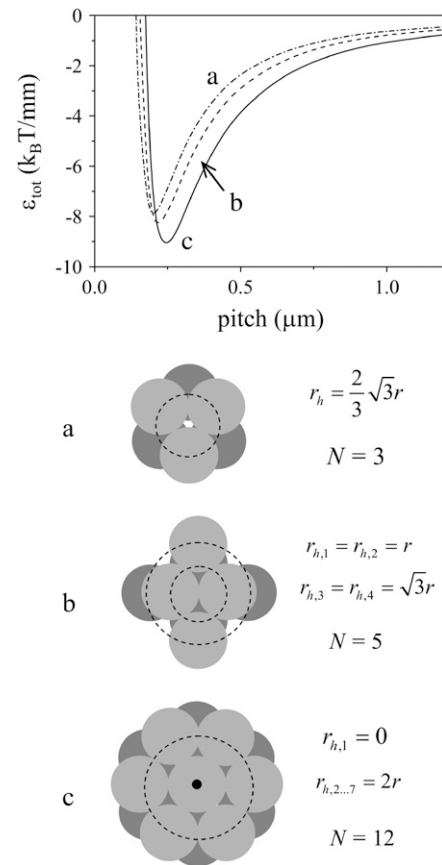 0
-2
-4
-6
-8
-10
ε_tot (k_BT/mm)
a
b
c
0.0 0.5 1.0
pitch (μm)
a
r_h = 2/3 √3r
N = 3
b
r_h,1 = r_h,2 = r
r_h,3 = r_h,4 = √3r
N = 5
c
r_h,1 = 0
r_h,2...7 = 2r
N = 12